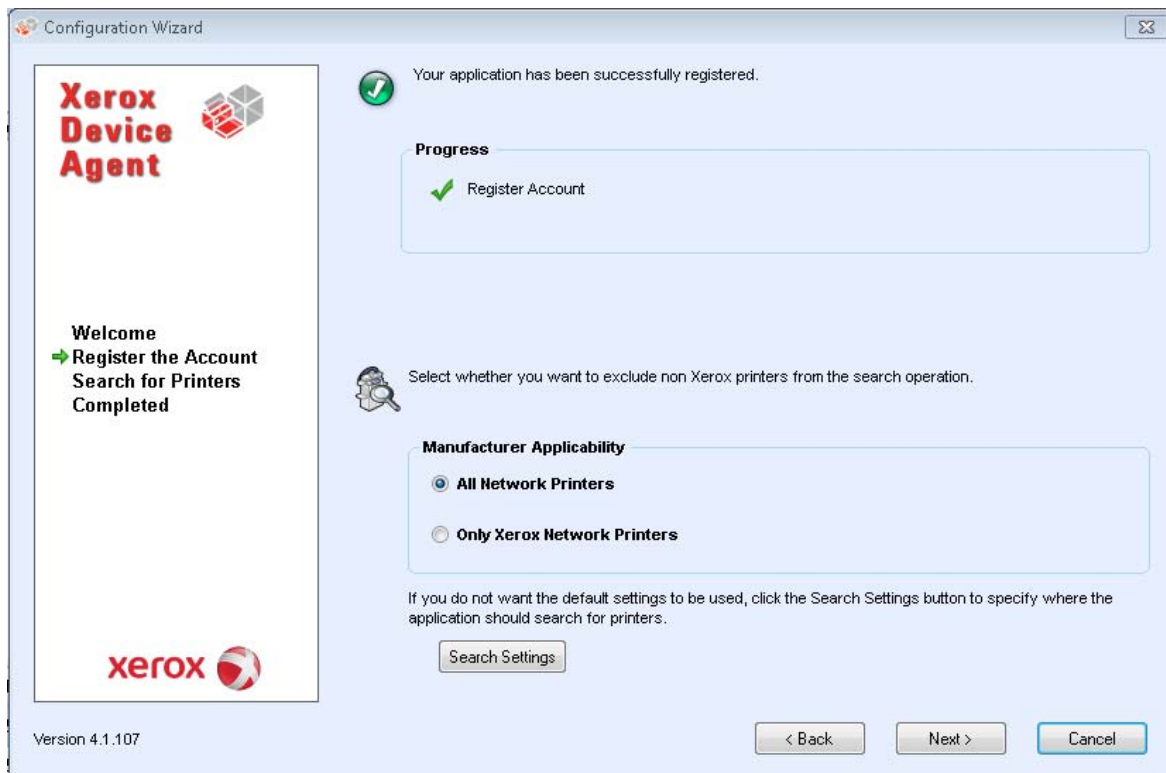 Configuration Wizard
Xerox
Device
Agent
Welcome
Register the Account
Search for Printers
Completed
xerox
Your application has been successfully registered.
Progress
Register Account
Select whether you want to exclude non Xerox printers from the search operation.
Manufacturer Applicability
All Network Printers
Only Xerox Network Printers
If you do not want the default settings to be used, click the Search Settings button to specify where the
application should search for printers.
Search Settings
Version 4.1.107
< Back
Next >
Cancel